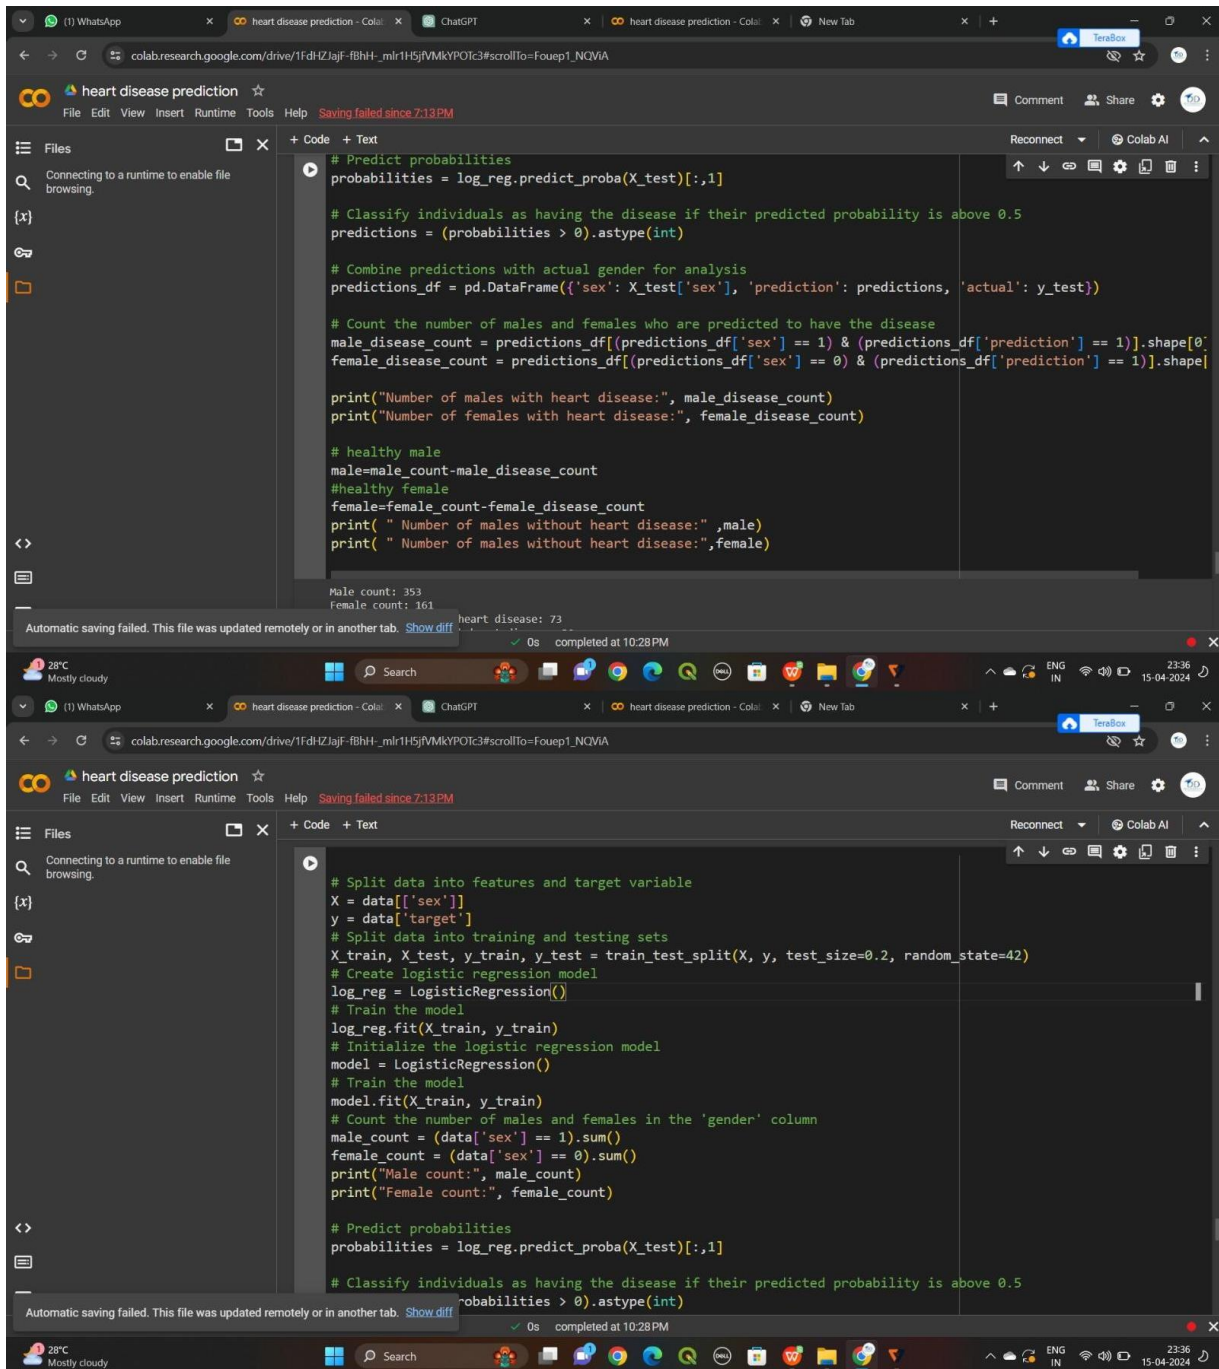 (1) WhatsApp
heart disease prediction - Colab
ChatGPT
heart disease prediction - Colab
New Tab
TeraBox
colab.research.google.com/drive/1FdHZJajF-fBhH-_mlr1H5jfVMkYPOTc3#scrollTo=Fouep1_NQViA
heart disease prediction
Comment Share
File Edit View Insert Runtime Tools Help Saving failed since 7:13 PM
+ Code + Text Reconnect Colab AI
Files
Connecting to a runtime to enable file
browsing.
{x}
# Predict probabilities
probabilities = log_reg.predict_proba(X_test)[:,1]
# Classify individuals as having the disease if their predicted probability is above 0.5
predictions = (probabilities > 0).astype(int)
# Combine predictions with actual gender for analysis
predictions_df = pd.DataFrame({'sex': X_test['sex'], 'prediction': predictions, 'actual': y_test})
# Count the number of males and females who are predicted to have the disease
male_disease_count = predictions_df[(predictions_df['sex'] == 1) & (predictions_df['prediction'] == 1)].shape[0]
female_disease_count = predictions_df[(predictions_df['sex'] == 0) & (predictions_df['prediction'] == 1)].shape[
print("Number of males with heart disease:", male_disease_count)
print("Number of females with heart disease:", female_disease_count)
# healthy male
male=male_count-male_disease_count
#healthy female
female=female_count-female_disease_count
print( " Number of males without heart disease:" ,male)
print( " Number of males without heart disease:",female)
Male count: 353
Female count: 161
heart disease: 73
Automatic saving failed. This file was updated remotely or in another tab. Show diff
0s completed at 10:28 PM
1
28°C
Mostly cloudy
Search
DELL
ENG
IN
23:36
15-04-2024
(1) WhatsApp
heart disease prediction - Colab
ChatGPT
heart disease prediction - Colab
New Tab
TeraBox
colab.research.google.com/drive/1FdHZJajF-fBhH-_mlr1H5jfVMkYPOTc3#scrollTo=Fouep1_NQViA
heart disease prediction
Comment Share
File Edit View Insert Runtime Tools Help Saving failed since 7:13 PM
+ Code + Text Reconnect Colab AI
Files
Connecting to a runtime to enable file
browsing.
{x}
# Split data into features and target variable
X = data[['sex']]
y = data['target']
# Split data into training and testing sets
X_train, X_test, y_train, y_test = train_test_split(X, y, test_size=0.2, random_state=42)
# Create logistic regression model
log_reg = LogisticRegression()
# Train the model
log_reg.fit(X_train, y_train)
# Initialize the logistic regression model
model = LogisticRegression()
# Train the model
model.fit(X_train, y_train)
# Count the number of males and females in the 'gender' column
male_count = (data['sex'] == 1).sum()
female_count = (data['sex'] == 0).sum()
print("Male count:", male_count)
print("Female count:", female_count)
# Predict probabilities
probabilities = log_reg.predict_proba(X_test)[:,1]
# Classify individuals as having the disease if their predicted probability is above 0.5
robabilities > 0).astype(int)
Automatic saving failed. This file was updated remotely or in another tab. Show diff
0s completed at 10:28 PM
1
28°C
Mostly cloudy
Search
DELL
ENG
IN
23:36
15-04-2024